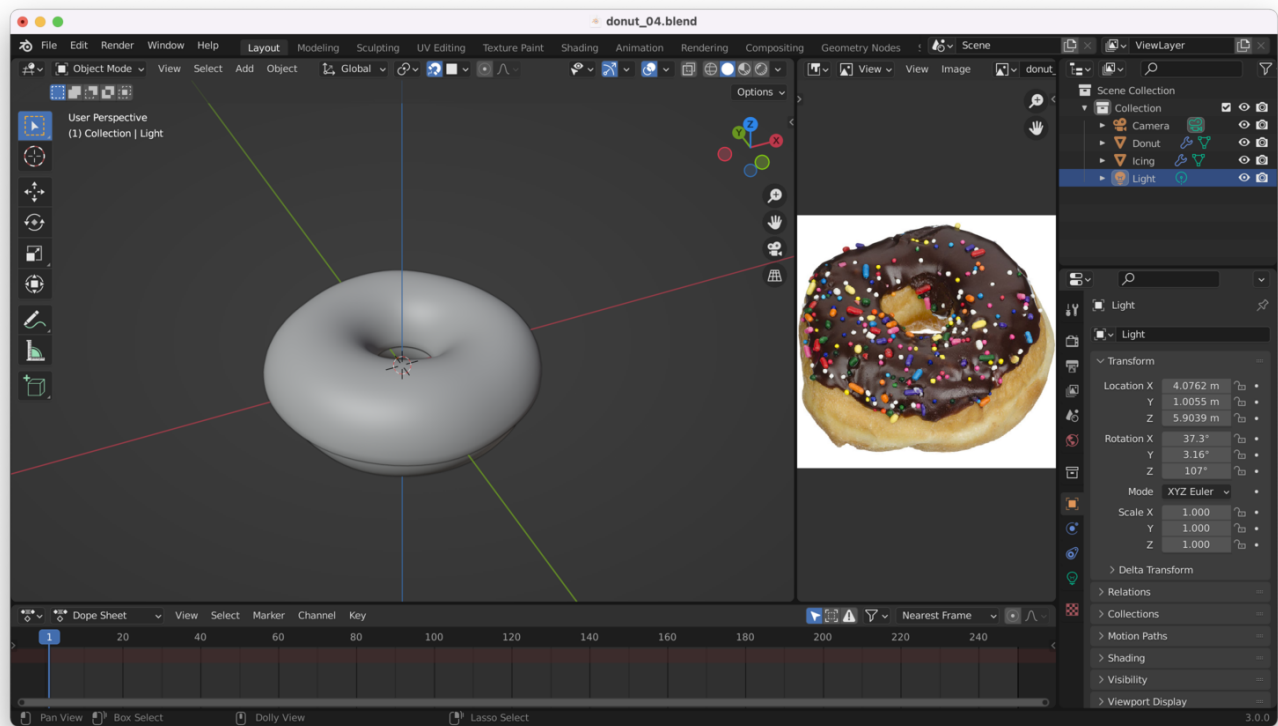 donut_04.blend
File Edit Render Window Help Layout Modeling Sculpting UV Editing Texture Paint Shading Animation Rendering Compositing Geometry Nodes Scene ViewLayer
Object Mode View Select Add Object Global View View Image donut_
Options
User Perspective
(1) Collection | Light
Z
Y
X
Scene Collection
Collection
Camera
Donut
Icing
Light
Light
Light
Transform
Location X 4.0762 m
Y 1.0055 m
Z 5.9039 m
Rotation X 37.3°
Y 3.16°
Z 107°
Mode XYZ Euler
Scale X 1.000
Y 1.000
Z 1.000
Delta Transform
Relations
Collections
Motion Paths
Shading
Visibility
Viewport Display
Dope Sheet View Select Marker Channel Key Nearest Frame
1 20 40 60 80 100 120 140 160 180 200 220 240
Pan View Box Select Dolly View Lasso Select 3.0.0